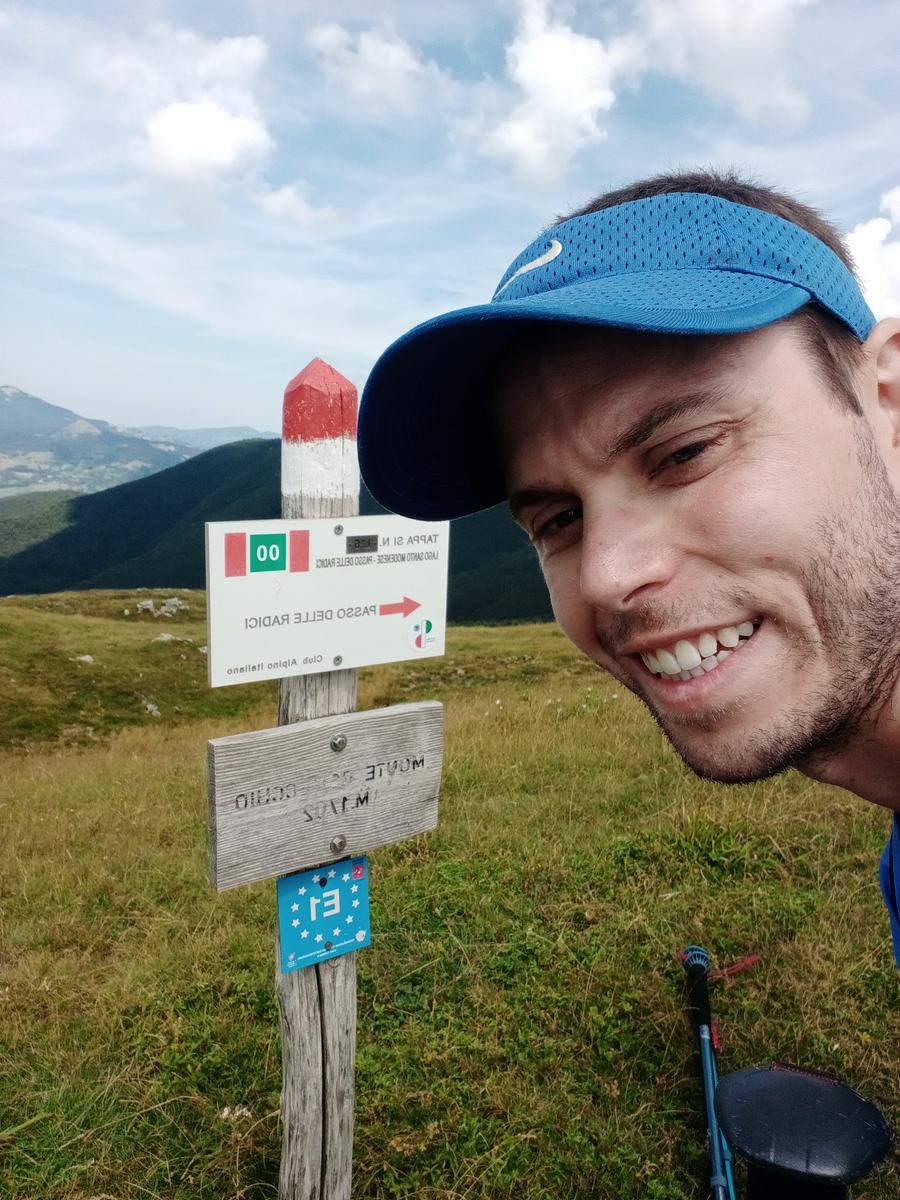 TAPPA SI N.
LAGO SANTO MODENESE - PASSO DELLE RADICI
00
PASSO DELLE RADICI
Club Alpino Italiano
MONTE
M.1702
E1